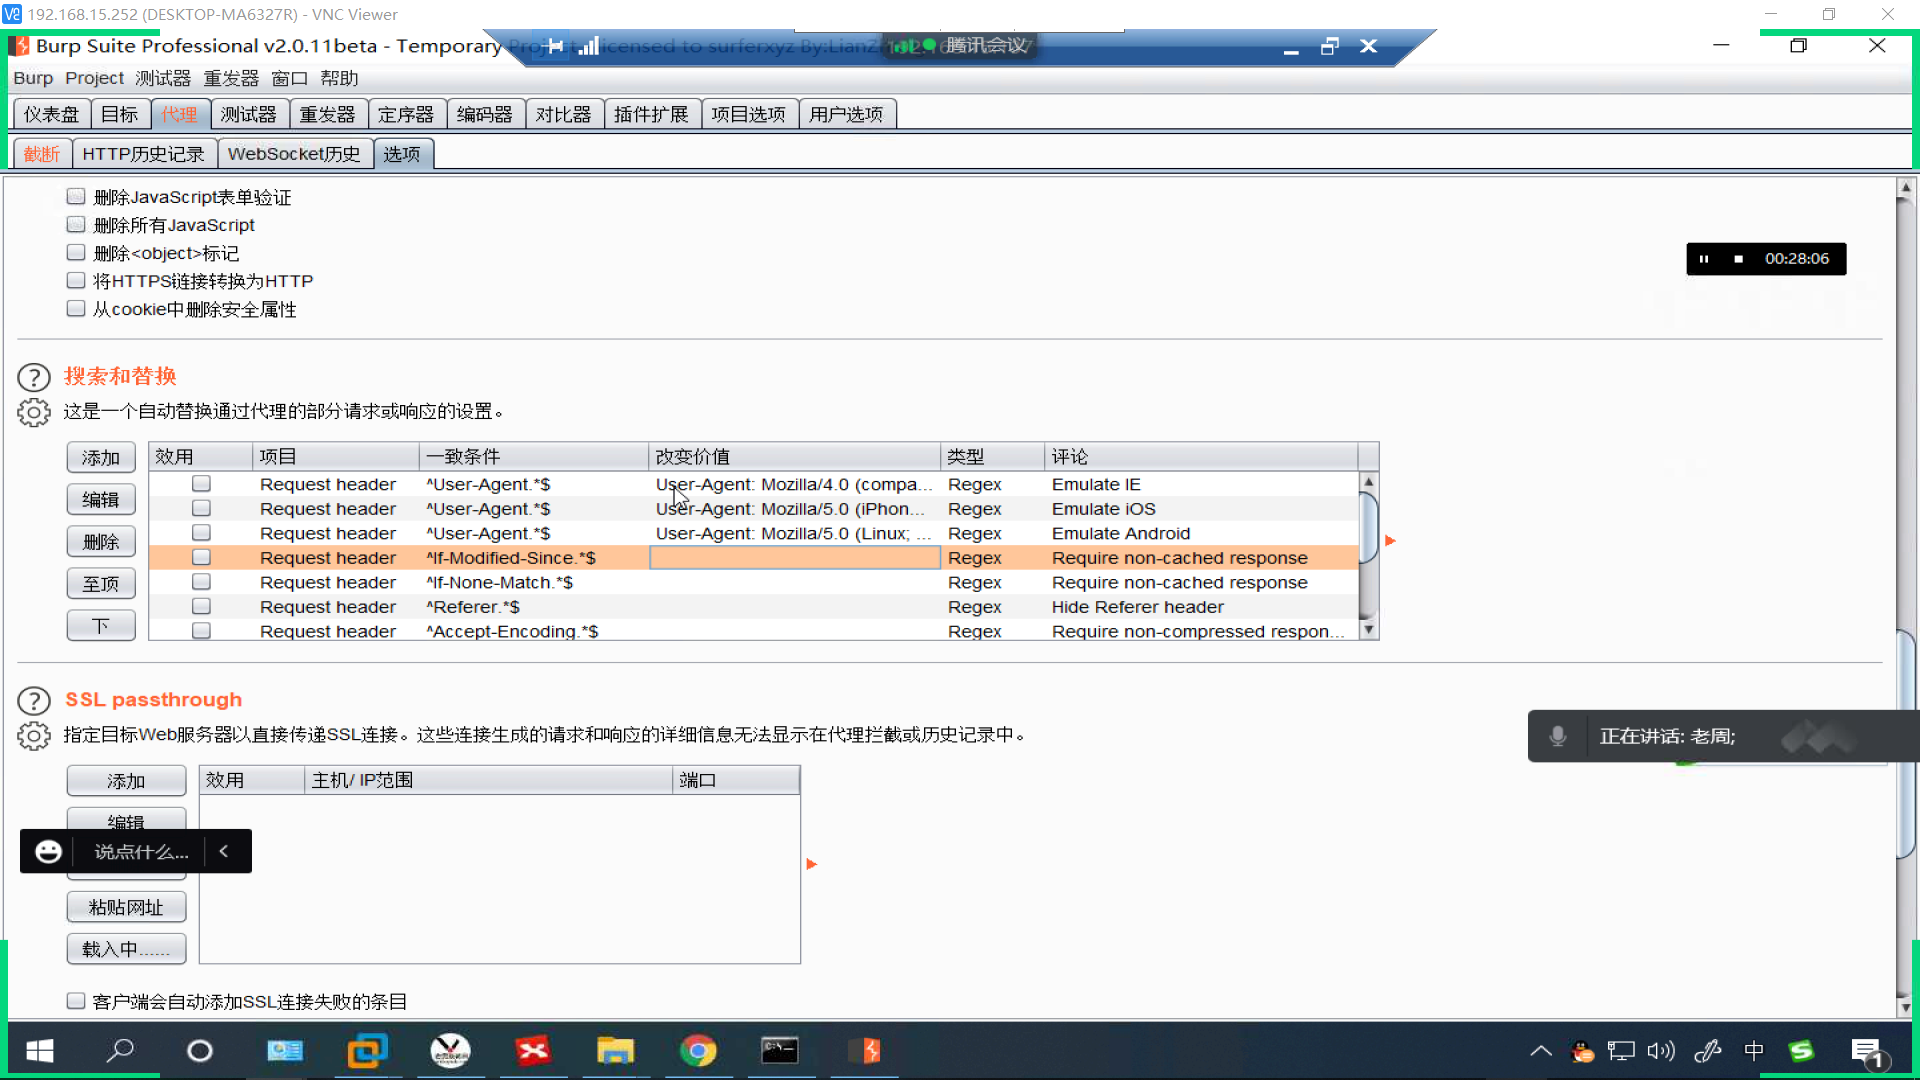 192.168.15.252 (DESKTOP-MA6327R) - VNC Viewer
Burp Suite Professional v2.0.11beta - Temporary Project - licensed to surferxyz By:LianZ
腾讯会议
Burp Project 测试器 重发器 窗口 帮助
仪表盘 目标 代理 测试器 重发器 定序器 编码器 对比器 插件扩展 项目选项 用户选项
截断 HTTP历史记录 WebSocket历史 选项
删除JavaScript表单验证
删除所有JavaScript
删除<object>标记
将HTTPS链接转换为HTTP
从cookie中删除安全属性
00:28:06
搜索和替换
这是一个自动替换通过代理的部分请求或响应的设置。
添加
编辑
删除
至顶
下
效用 项目 一致条件 改变价值 类型 评论
Request header ^User-Agent.*$ User-Agent: Mozilla/4.0 (compa... Regex Emulate IE
Request header ^User-Agent.*$ User-Agent: Mozilla/5.0 (iPhon... Regex Emulate iOS
Request header ^User-Agent.*$ User-Agent: Mozilla/5.0 (Linux; ... Regex Emulate Android
Request header ^If-Modified-Since.*$ Regex Require non-cached response
Request header ^If-None-Match.*$ Regex Require non-cached response
Request header ^Referer.*$ Regex Hide Referer header
Request header ^Accept-Encoding.*$ Regex Require non-compressed respon...
SSL passthrough
指定目标Web服务器以直接传递SSL连接。这些连接生成的请求和响应的详细信息无法显示在代理拦截或历史记录中。
正在讲话: 老周;
添加
编辑
粘贴网址
载入中......
效用 主机/ IP范围 端口
说点什么...
客户端会自动添加SSL连接失败的条目
中
1